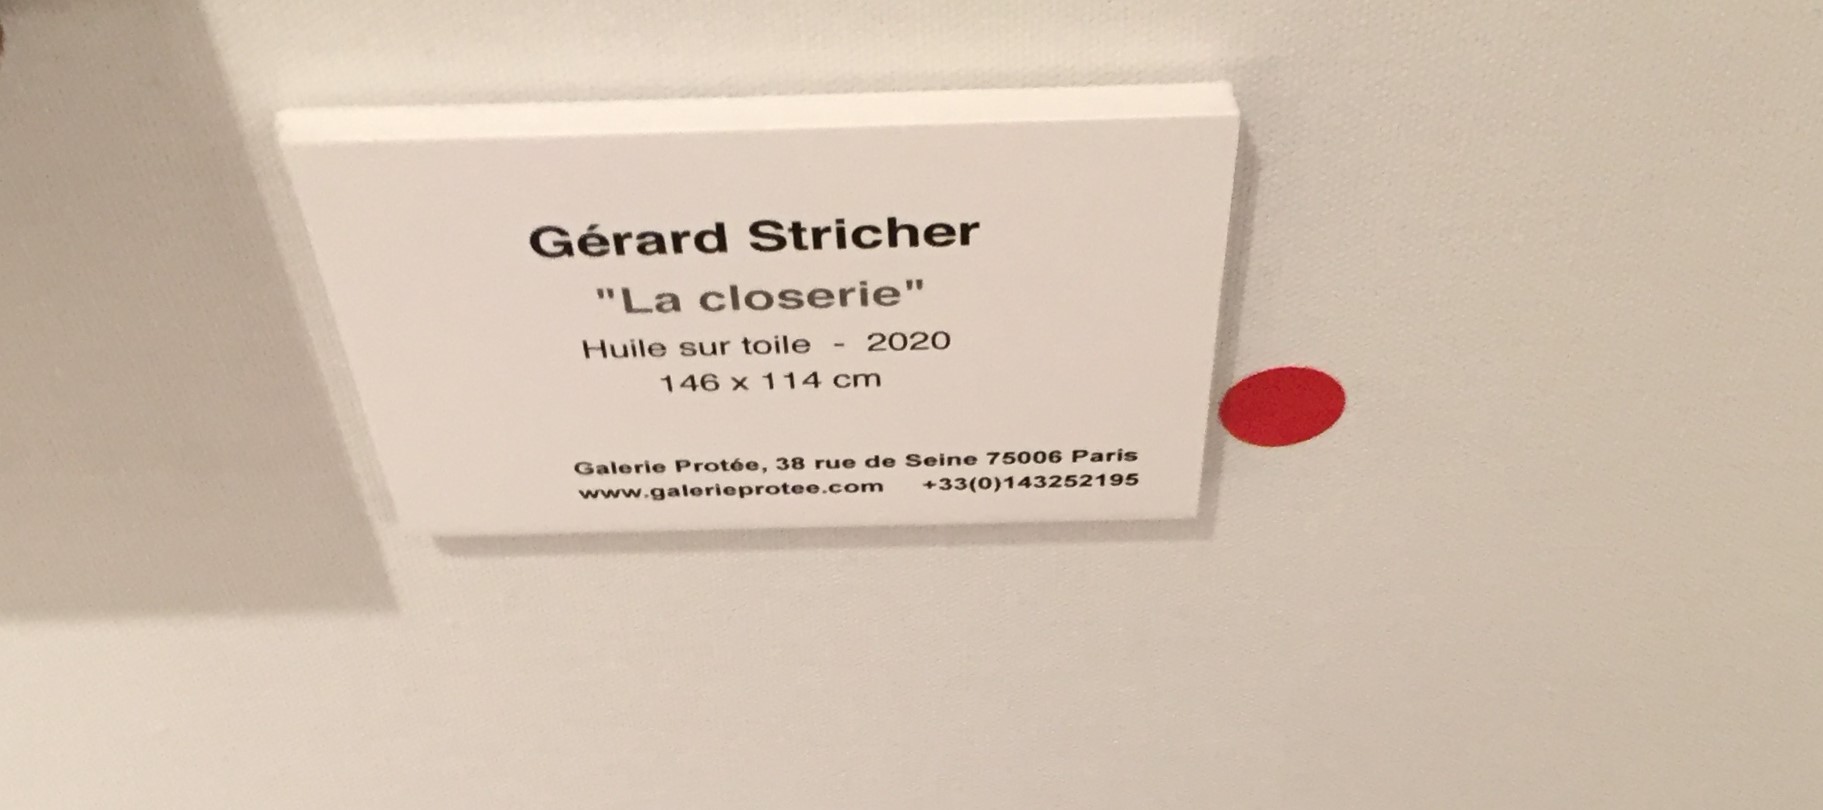 Gérard Stricher
"La closerie"
Huile sur toile - 2020
146 x 114 cm
Galerie Protée, 38 rue de Seine 75006 Paris
www.galerieprotee.com +33(0)143252195